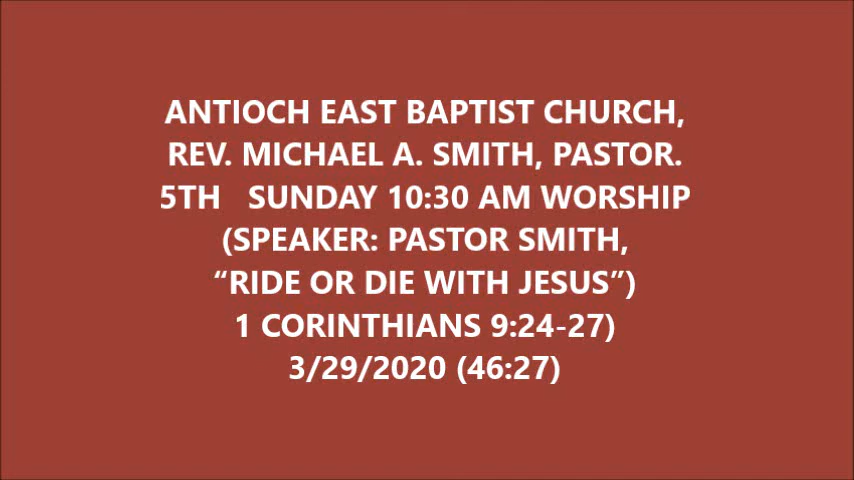 ANTIOCH EAST BAPTIST CHURCH,
REV. MICHAEL A. SMITH, PASTOR.
5TH   SUNDAY 10:30 AM WORSHIP
(SPEAKER: PASTOR SMITH,
“RIDE OR DIE WITH JESUS”)
1 CORINTHIANS 9:24-27)
3/29/2020 (46:27)